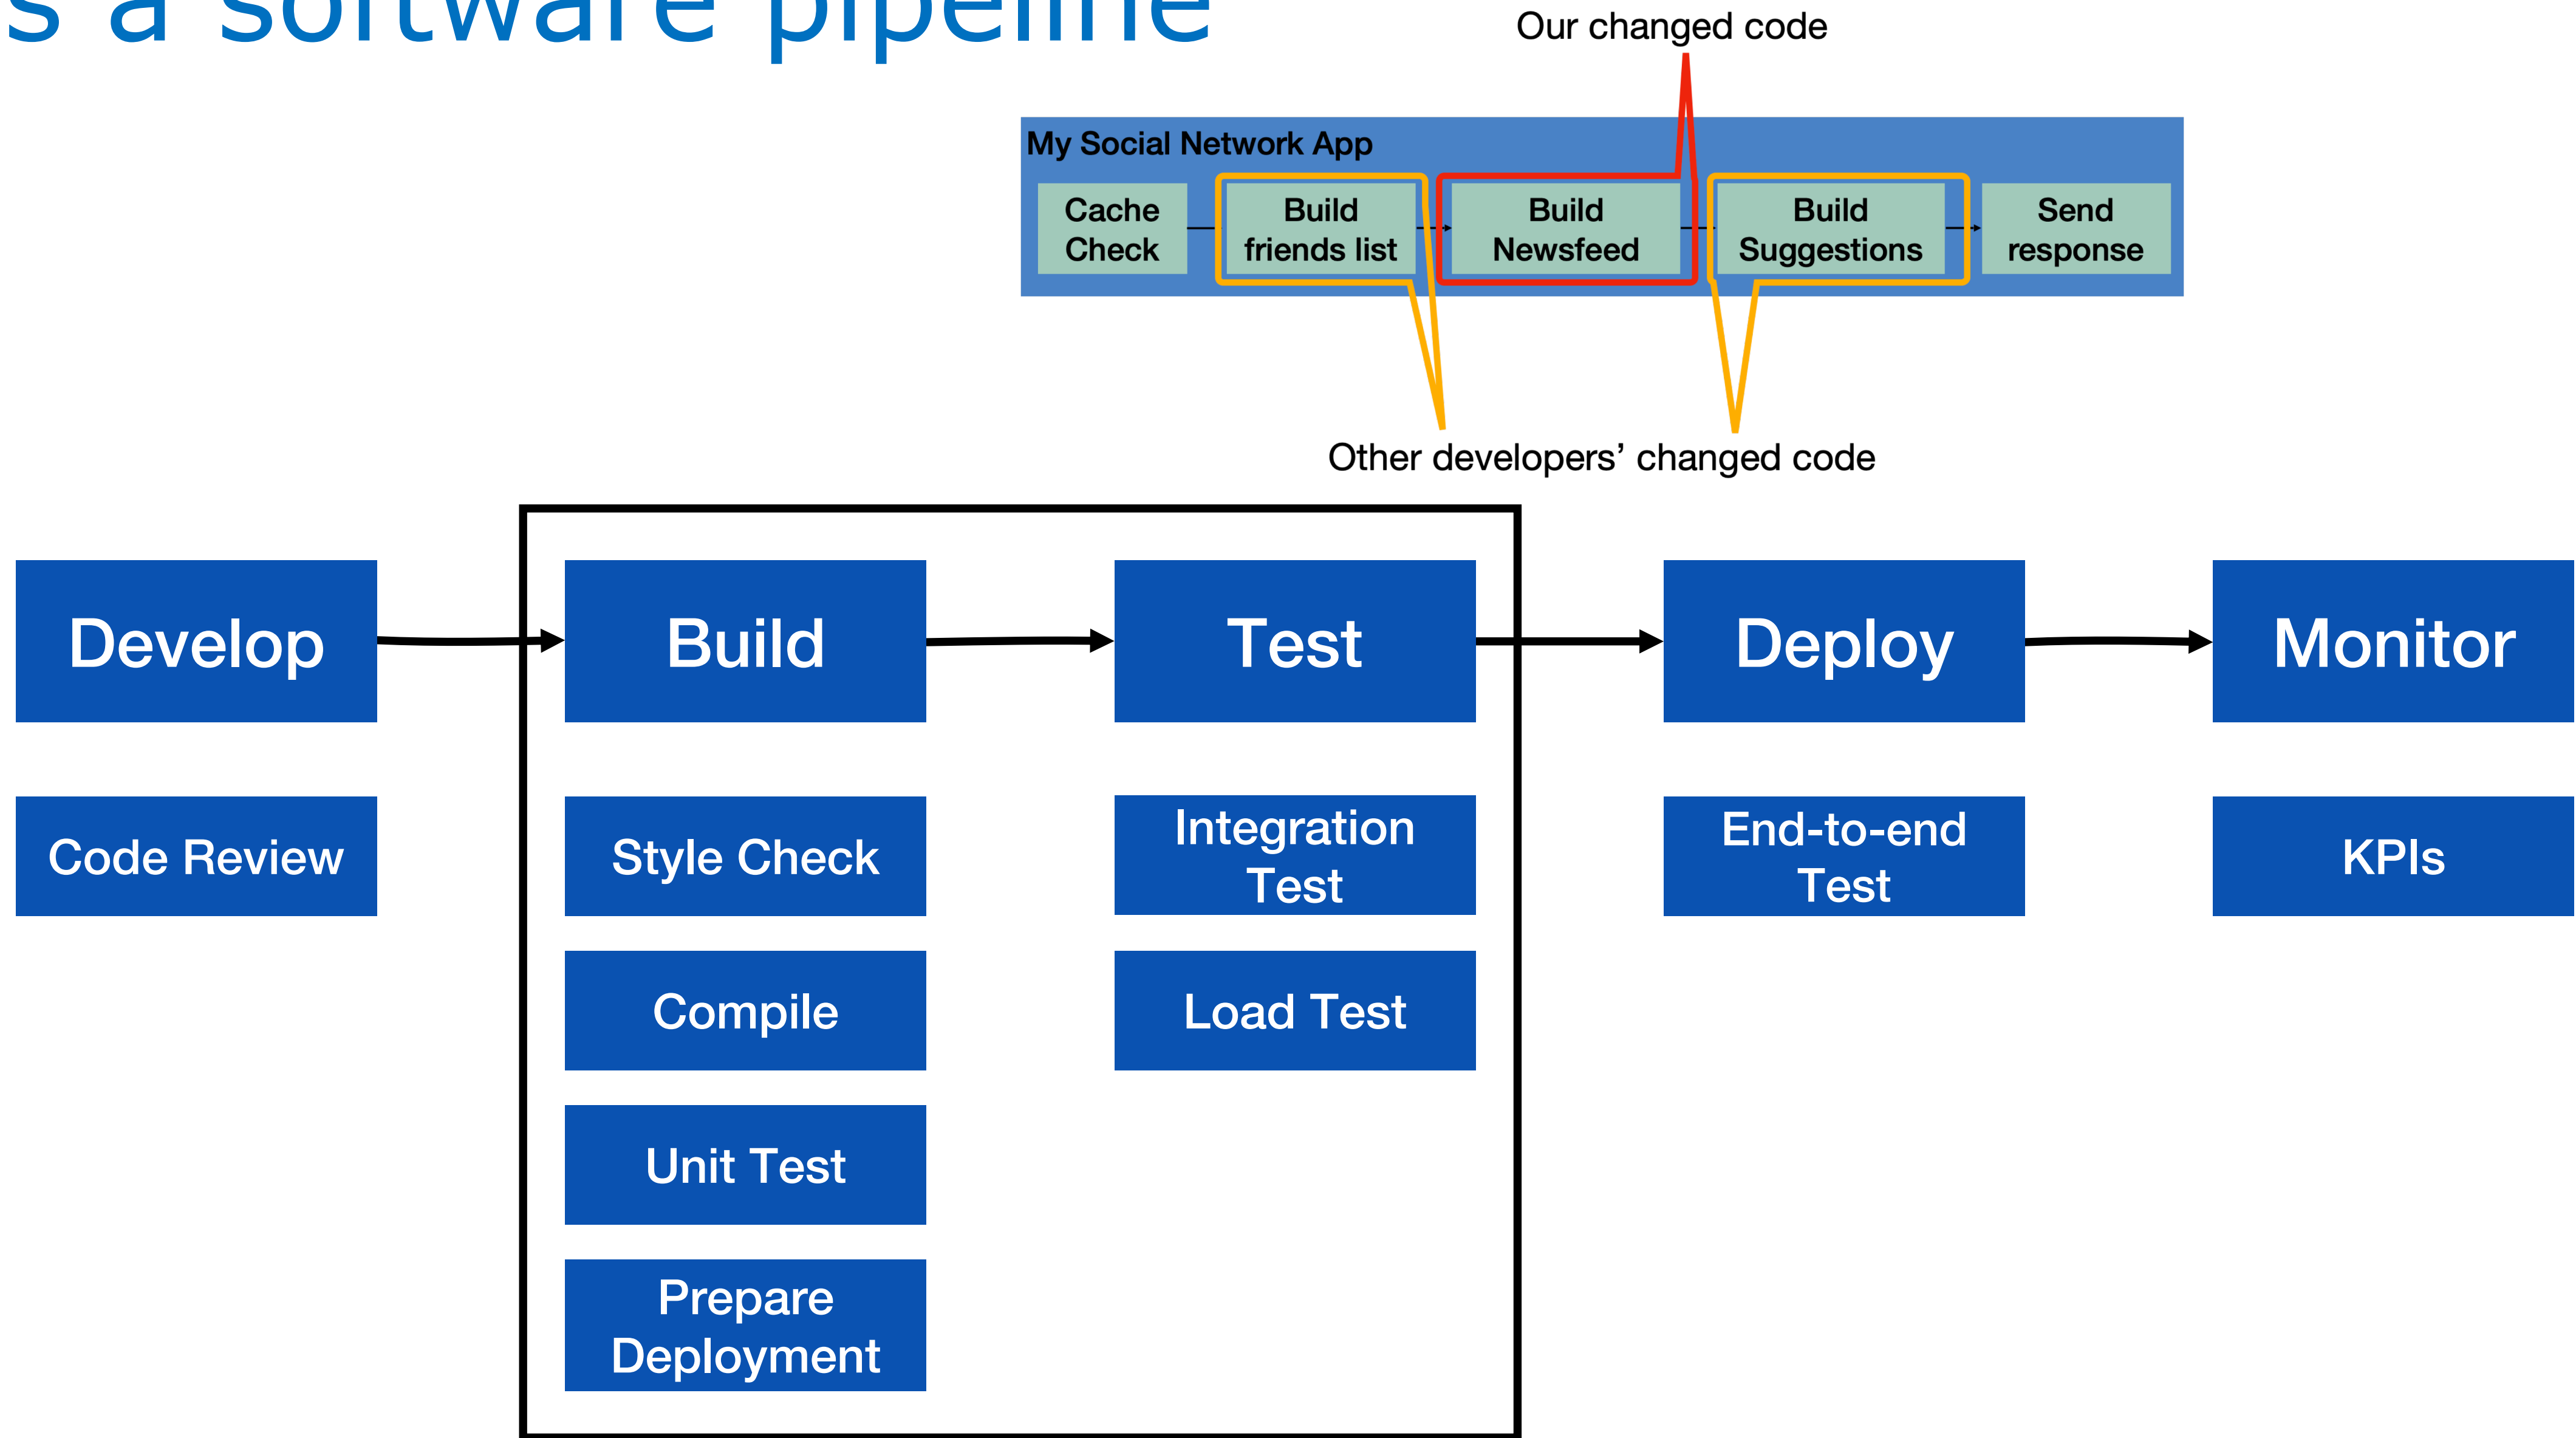 s a software pipeline
Our changed code
My Social Network App
Cache
Check
Build
friends list
Build
Newsfeed
Build
Suggestions
Send
response
Other developers’ changed code
Develop
Build
Test
Deploy
Monitor
Code Review
Style Check
Integration
Test
End-to-end
Test
KPIs
Compile
Load Test
Unit Test
Prepare
Deployment